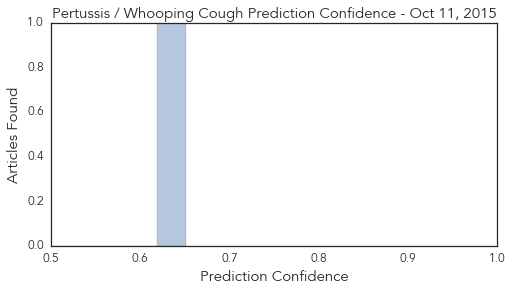 Pertussis / Whooping Cough Prediction Confidence - Oct 11, 2015
1.0
0.8
0.6
0.4
0.2
0.0
Articles Found
0.5 0.6 0.7 0.8 0.9 1.0
Prediction Confidence